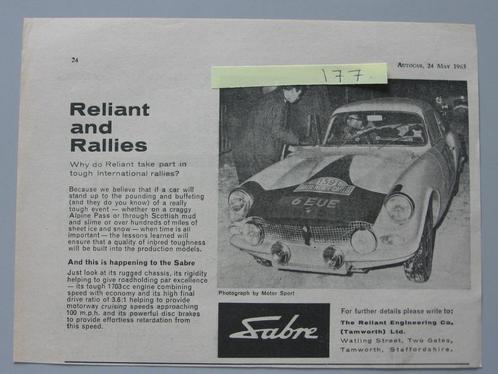 24
AUTOCAR, 24 MAY 1963
177.
Reliant
and
Rallies
Why do Reliant take part in
tough International rallies?
Because we believe that if a car will
stand up to the pounding and buffeting
(and they do you know) of a really
tough event — whether on a craggy
Alpine Pass or through Scottish mud
and slime or over hundreds of miles of
sheet ice and snow — when time is all
important — the lessons learned will
ensure that a quality of inbred toughness
will be built into the production models.
And this is happening to the Sabre
Just look at its rugged chassis, its rigidity
helping to give roadholding par excellence
— its tough 1703cc engine combining
speed with economy and its high final
drive ratio of 3.6:1 helping to provide
motorway cruising speeds approaching
100 m.p.h. and its powerful disc brakes
to provide effortless retardation from
this speed.
6 EUE
Photograph by Motor Sport
Sabre
For further details please write to:
The Reliant Engineering Co.
(Tamworth) Ltd.
Watling Street, Two Gates,
Tamworth, Staffordshire.